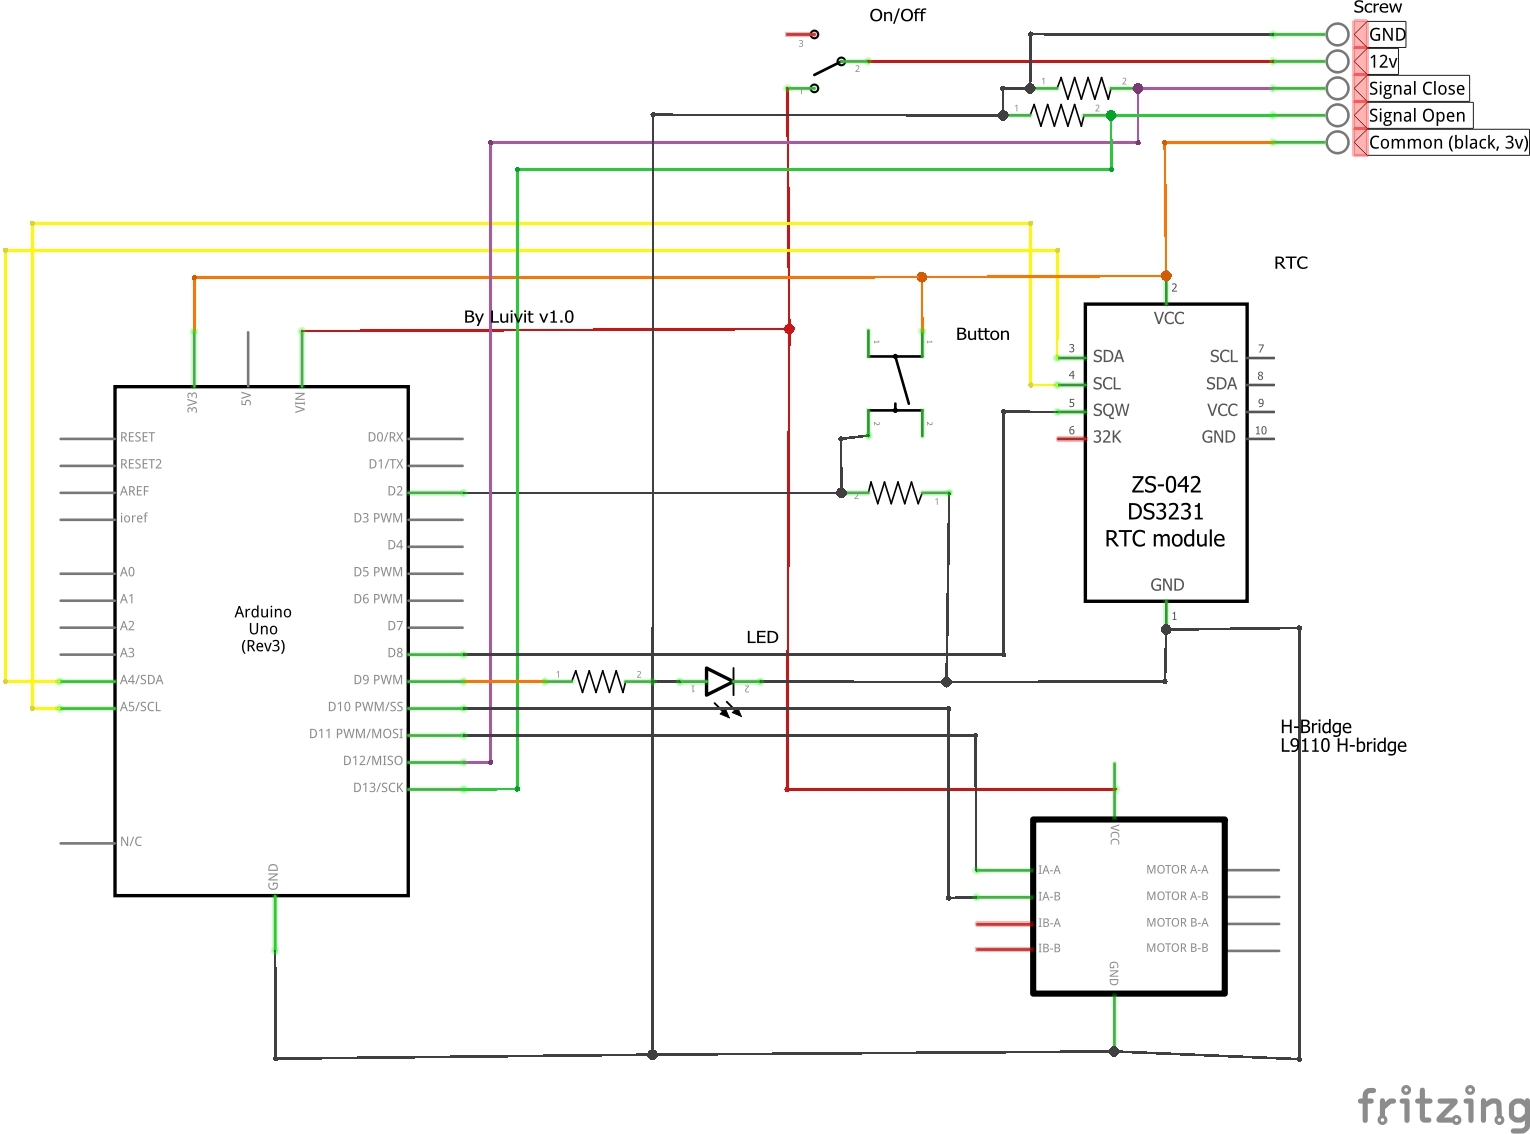 On/Off
Screw
GND
12v
Signal Close
Signal Open
Common (black, 3v)
3
2
1
1
2
1
2
RTC
By Luivit v1.0
Button
2
VCC
3 SDA
4 SCL
5 SQW
6 32K
SCL 7
SDA 8
VCC 9
GND 10
ZS-042
DS3231
RTC module
GND
1
1
1
2
2
2
1
3V3
5V
VIN
RESET
RESET2
AREF
ioref
A0
A1
A2
A3
A4/SDA
A5/SCL
N/C
D0/RX
D1/TX
D2
D3 PWM
D4
D5 PWM
D6 PWM
D7
D8
D9 PWM
D10 PWM/SS
D11 PWM/MOSI
D12/MISO
D13/SCK
GND
Arduino
Uno
(Rev3)
LED
1
2
1
2
H-Bridge
L9110 H-bridge
VCC
IA-A
IA-B
IB-A
IB-B
MOTOR A-A
MOTOR A-B
MOTOR B-A
MOTOR B-B
GND
fritzing